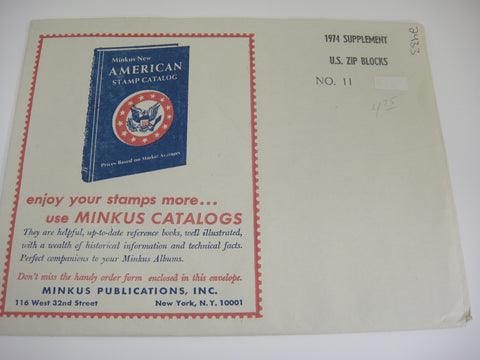 Minkus New
AMERICAN
STAMP CATALOG
Prices Based on Market Averages
enjoy your stamps more...
use MINKUS CATALOGS
They are helpful, up-to-date reference books, well illustrated,
with a wealth of historical information and technical facts.
Perfect companions to your Minkus Albums.
Don't miss the handy order form enclosed in this envelope.
MINKUS PUBLICATIONS, INC.
116 West 32nd Street New York, N.Y. 10001
1974 SUPPLEMENT
U.S. ZIP BLOCKS
NO. 11
4.25